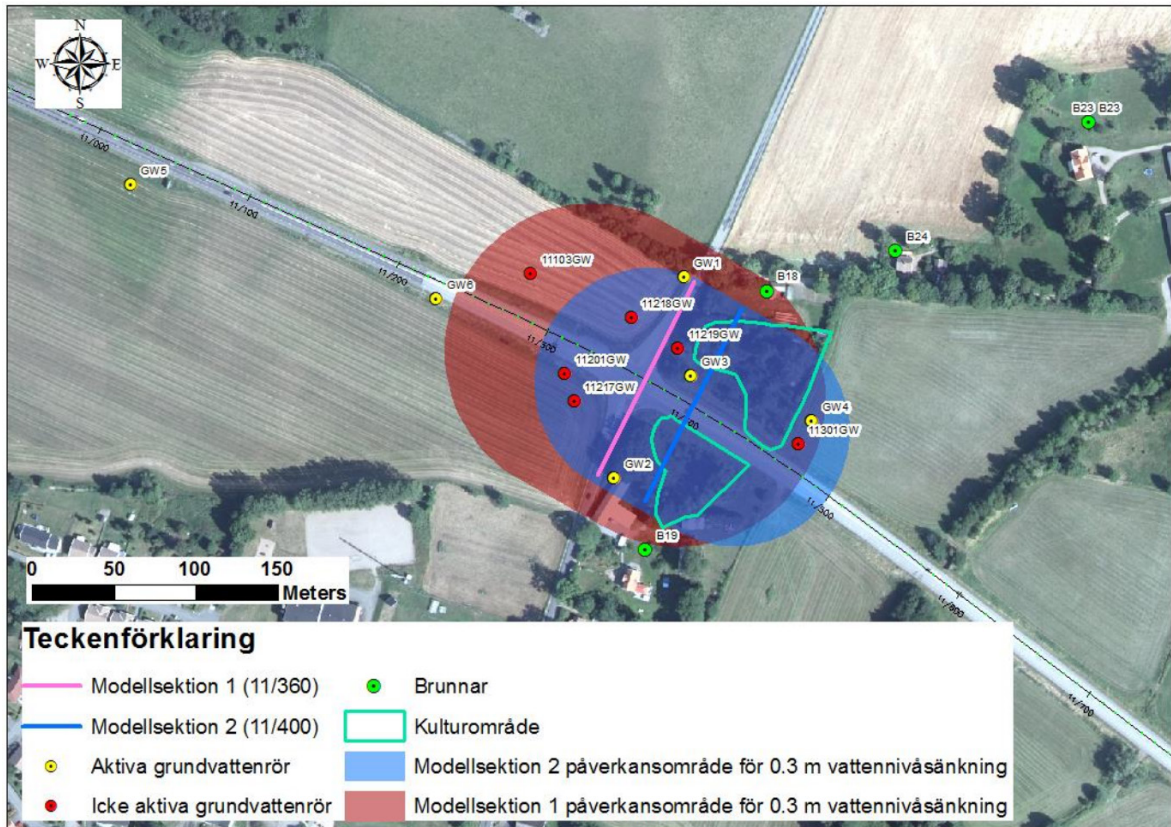 N
W E
S
11/000
GW5
11/100
11/200
GW6
11103GW
GW1
B18
B24
B23 B23
11218GW
11219GW
11/300
11201GW
GW3
11217GW
GW4
11301GW
GW2
11/500
B19
11/600
11/700
0 50 100 150
Meters
Teckenförklaring
Modellsektion 1 (11/360)
Modellsektion 2 (11/400)
Aktiva grundvattenrör
Icke aktiva grundvattenrör
Brunnar
Kulturområde
Modellsektion 2 påverkansområde för 0.3 m vattennivåsänkning
Modellsektion 1 påverkansområde för 0.3 m vattennivåsänkning